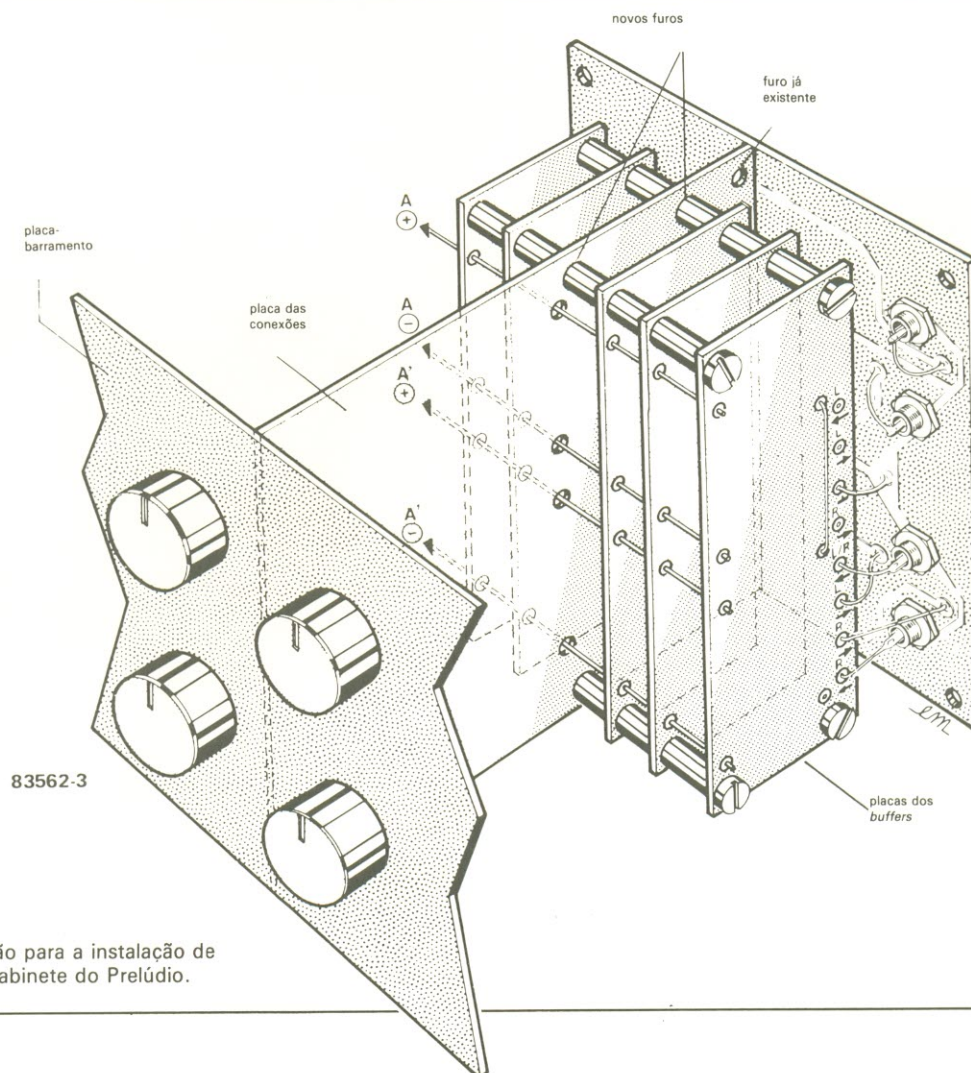 novos furos
furo já
existente
placa-
barramento
placa das
conexões
A
+
A
−
A'
+
A'
−
em
83562-3
placas dos
buffers
ão para a instalação de
abinete do Prelúdio.